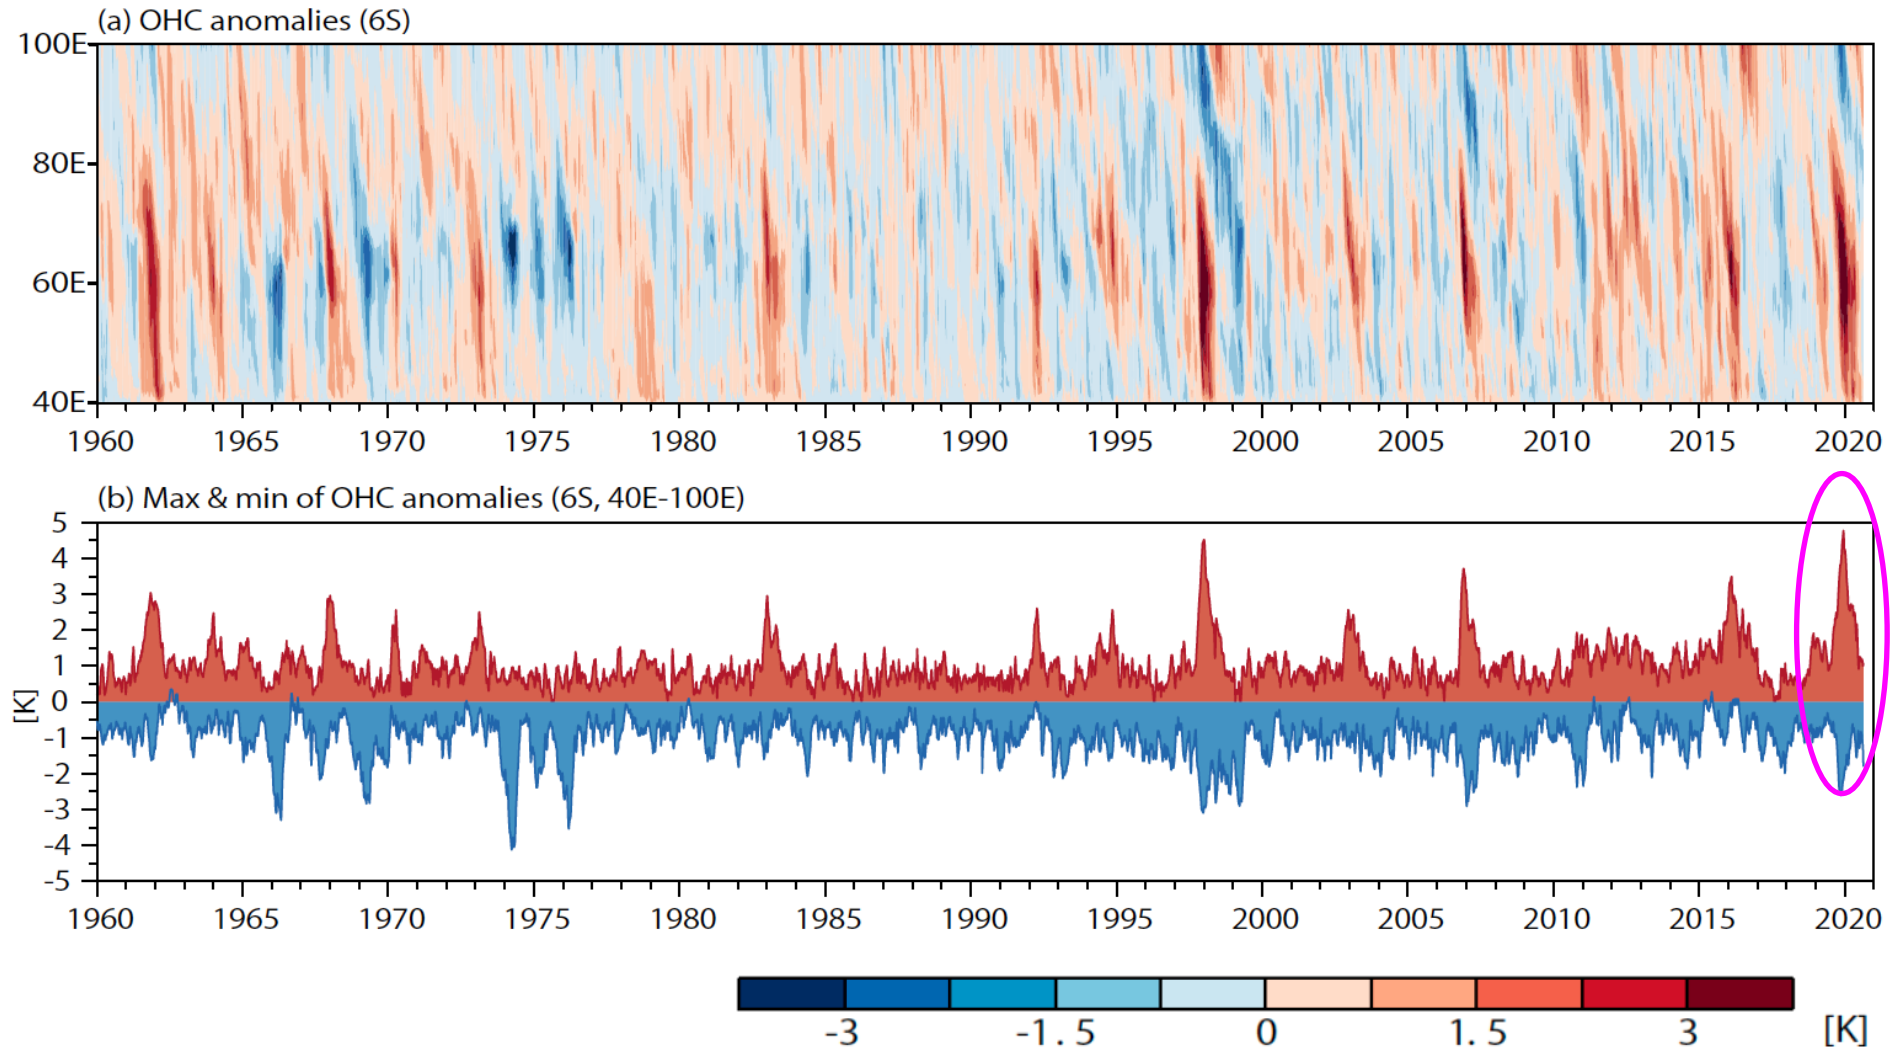 (a) OHC anomalies (6S)
100E
80E
60E
40E
1960 1965 1970 1975 1980 1985 1990 1995 2000 2005 2010 2015 2020
(b) Max & min of OHC anomalies (6S, 40E-100E)
5
4
3
2
1
0
-1
-2
-3
-4
-5
[K]
1960 1965 1970 1975 1980 1985 1990 1995 2000 2005 2010 2015 2020
-3 -1.5 0 1.5 3 [K]